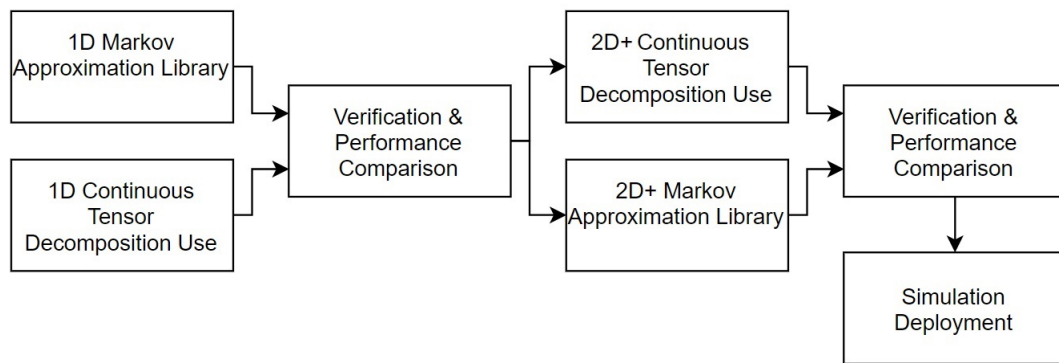 1D Markov
Approximation Library
1D Continuous
Tensor
Decomposition Use
Verification &
Performance
Comparison
2D+ Continuous
Tensor
Decomposition Use
2D+ Markov
Approximation Library
Verification &
Performance
Comparison
Simulation
Deployment